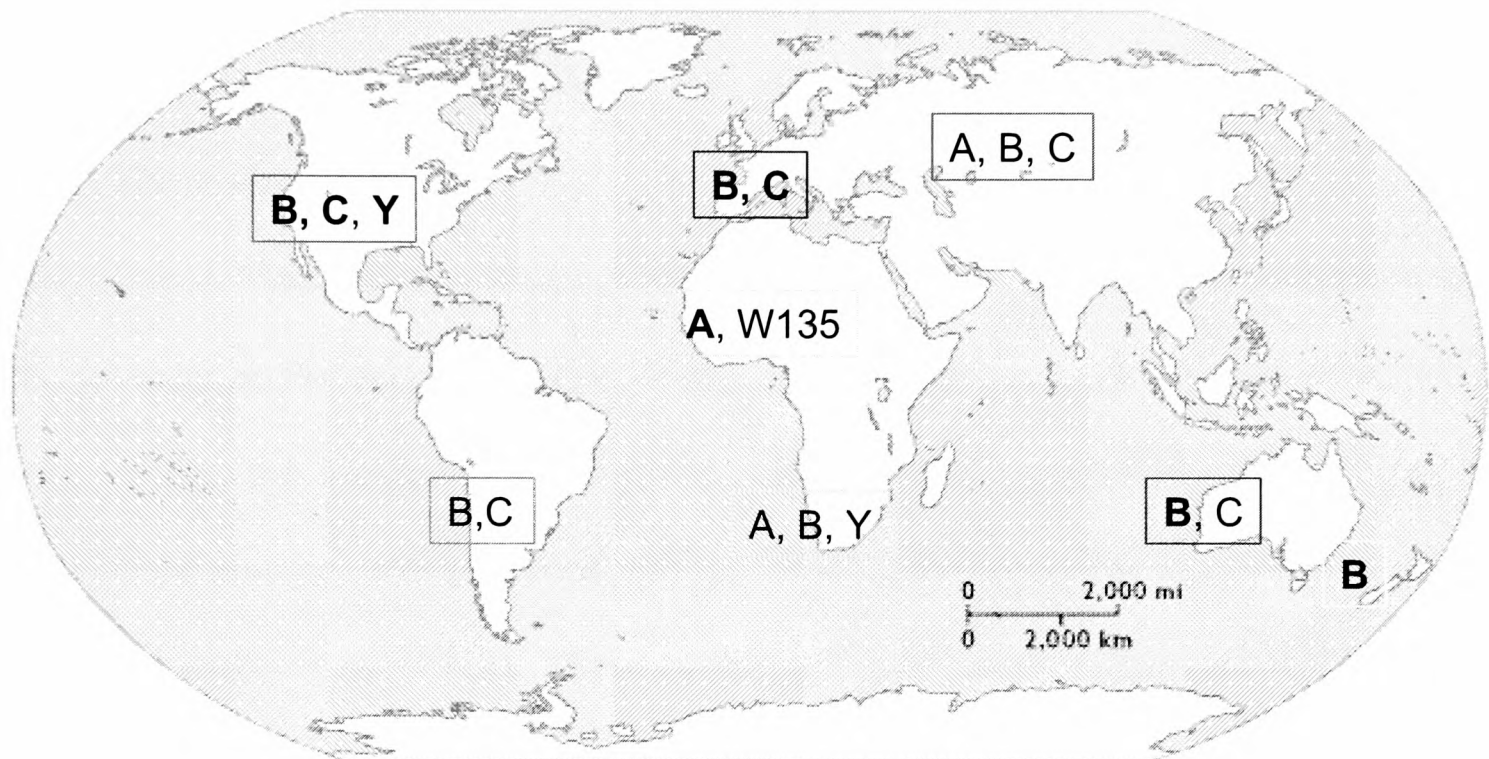 A, B, C
B, C
B, C, Y
A, W135
B,C
A, B, Y
B, C
B
0 2,000 mi
0 2,000 km